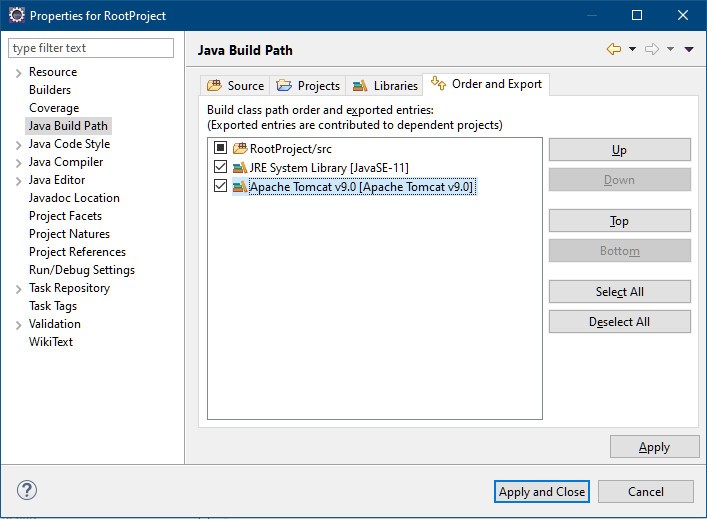 Properties for RootProject
type filter text
Resource
Builders
Coverage
Java Build Path
Java Code Style
Java Compiler
Java Editor
Javadoc Location
Project Facets
Project Natures
Project References
Run/Debug Settings
Task Repository
Task Tags
Validation
WikiText
Java Build Path
Source Projects Libraries Order and Export
Build class path order and exported entries:
(Exported entries are contributed to dependent projects)
RootProject/src
JRE System Library [JavaSE-11]
Apache Tomcat v9.0 [Apache Tomcat v9.0]
Up
Down
Top
Bottom
Select All
Deselect All
Apply
? Apply and Close Cancel